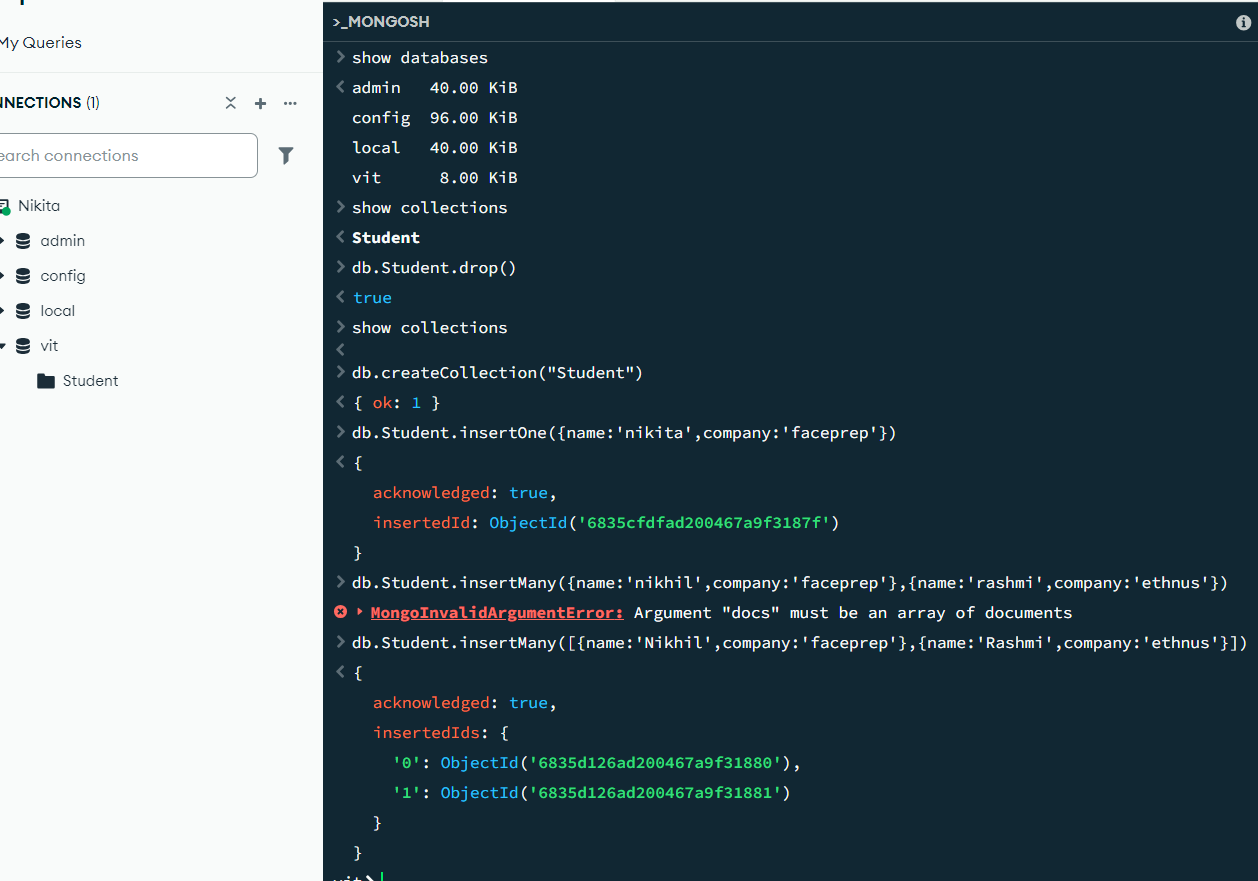 My Queries
NNECTIONS (1)
earch connections
Nikita
admin
config
local
vit
Student
>_MONGOSH
show databases
admin 40.00 KiB
config 96.00 KiB
local 40.00 KiB
vit 8.00 KiB
show collections
Student
db.Student.drop()
true
show collections
db.createCollection("Student")
{ ok: 1 }
db.Student.insertOne({name:'nikita',company:'faceprep'})
{
acknowledged: true,
insertedId: ObjectId('6835cfdfad200467a9f3187f')
}
db.Student.insertMany({name:'nikhil',company:'faceprep'},{name:'rashmi',company:'ethnus'})
MongoInvalidArgumentError: Argument "docs" must be an array of documents
db.Student.insertMany([{name:'Nikhil',company:'faceprep'},{name:'Rashmi',company:'ethnus'}])
{
acknowledged: true,
insertedIds: {
'0': ObjectId('6835d126ad200467a9f31880'),
'1': ObjectId('6835d126ad200467a9f31881')
}
}